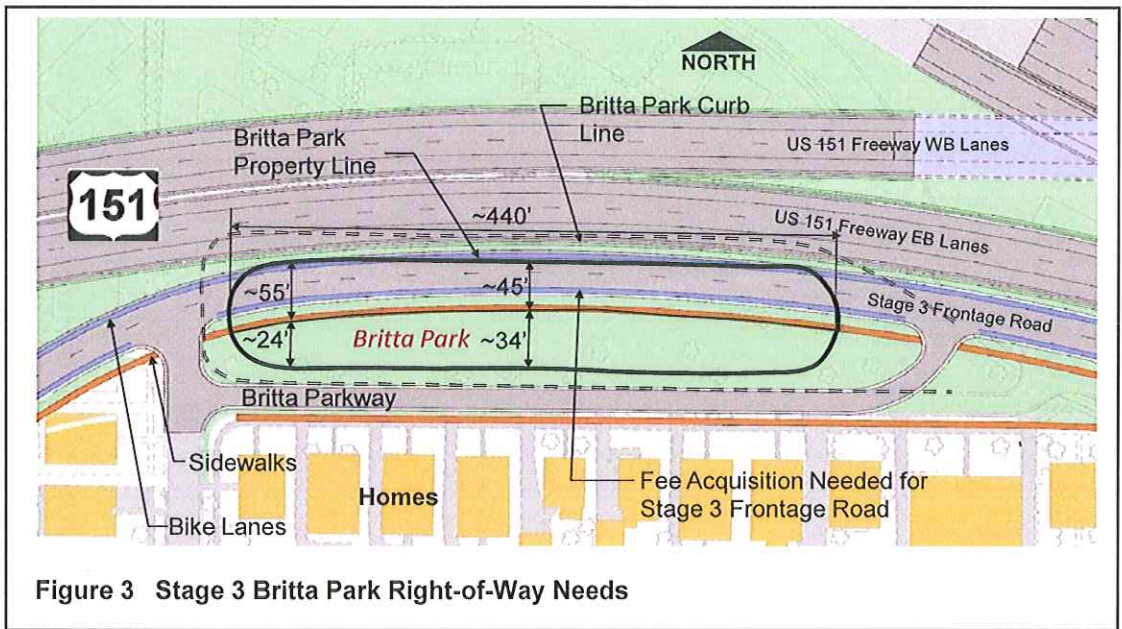 NORTH
Britta Park Curb
Line
Britta Park
Property Line
US 151 Freeway WB Lanes
151
~440'
US 151 Freeway EB Lanes
~55'
~45'
Stage 3 Frontage Road
~24'
Britta Park
~34'
Britta Parkway
Sidewalks
Homes
Fee Acquisition Needed for
Stage 3 Frontage Road
Bike Lanes
Figure 3 Stage 3 Britta Park Right-of-Way Needs